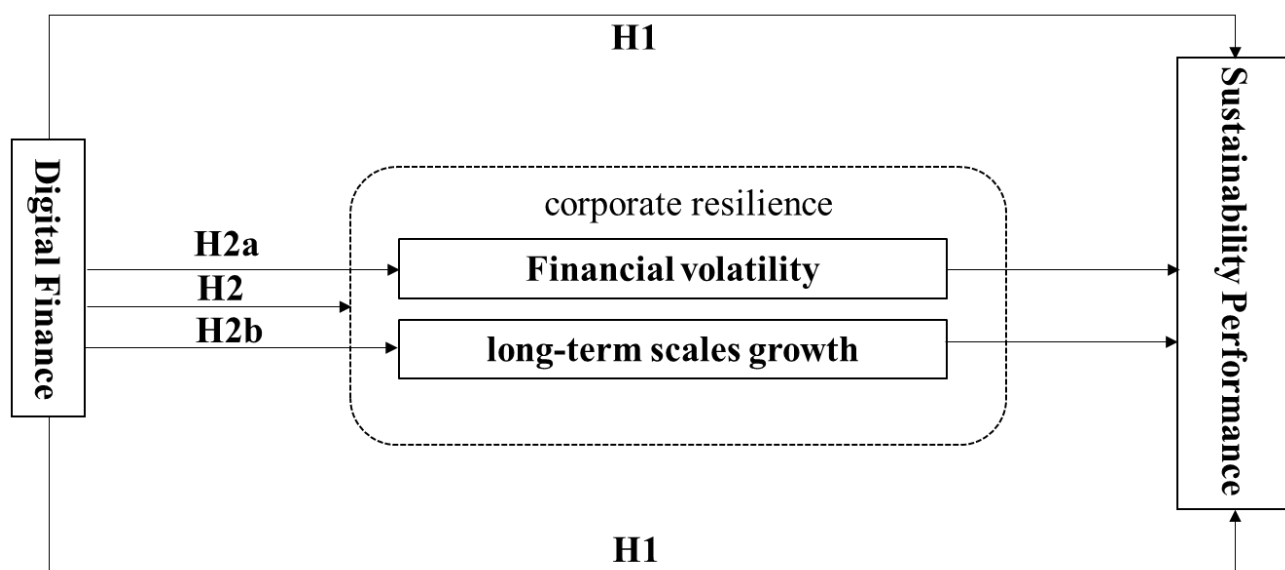 H1
Digital Finance
corporate resilience
H2a
Financial volatility
H2
H2b
long-term scales growth
Sustainability Performance
H1